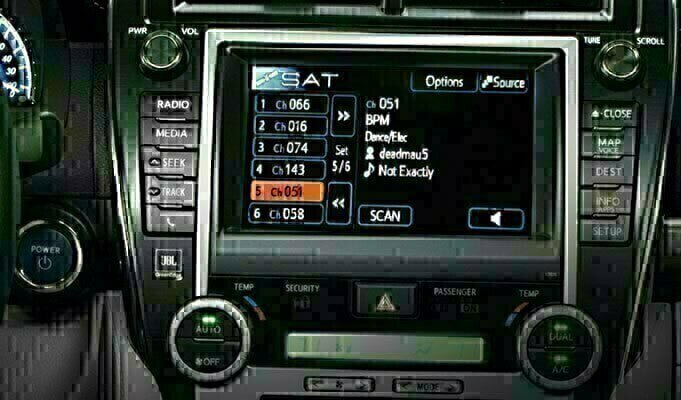 PWR VOL
TUNE SCROLL
SAT
Options
Source
1 Ch 066
2 Ch 016
3 Ch 074
4 Ch 143
5 Ch 051
6 Ch 058
>>
Set
5/6
<<
Ch 051
BPM
Dance/Elec
deadmau5
Not Exactly
SCAN
RADIO
MEDIA
SEEK
TRACK
CLOSE
MAP
VOICE
DEST
INFO
SETUP
POWER
JBL
GreenEdge
TEMP
SECURITY
PASSENGER
ON
TEMP
AUTO
OFF
DUAL
A/C
MODE